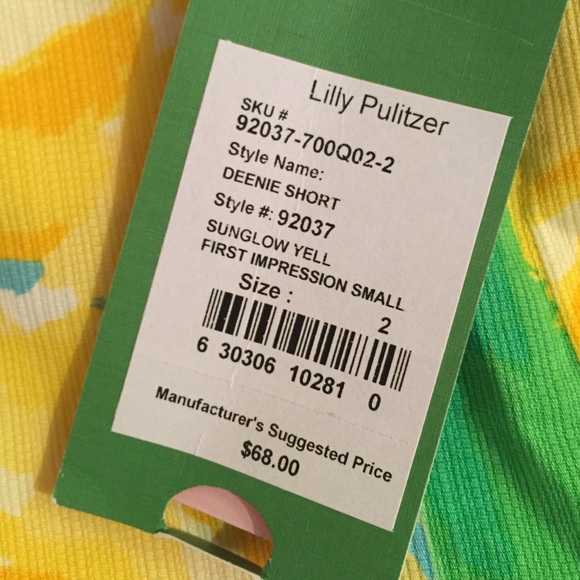 Lilly Pulitzer
SKU #
92037-700Q02-2
Style Name:
DEENIE SHORT
Style #: 92037
SUNGLOW YELL
FIRST IMPRESSION SMALL
Size :
2
6 30306 10281 0
Manufacturer's Suggested Price
$68.00